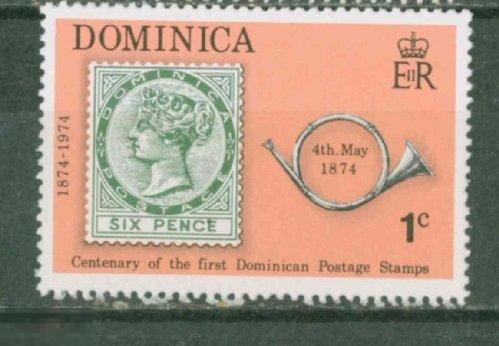 DOMINICA
EIIR
1874-1974
DOMINICA
POSTAGE
SIX PENCE
4th. May
1874
1c
Centenary of the first Dominican Postage Stamps